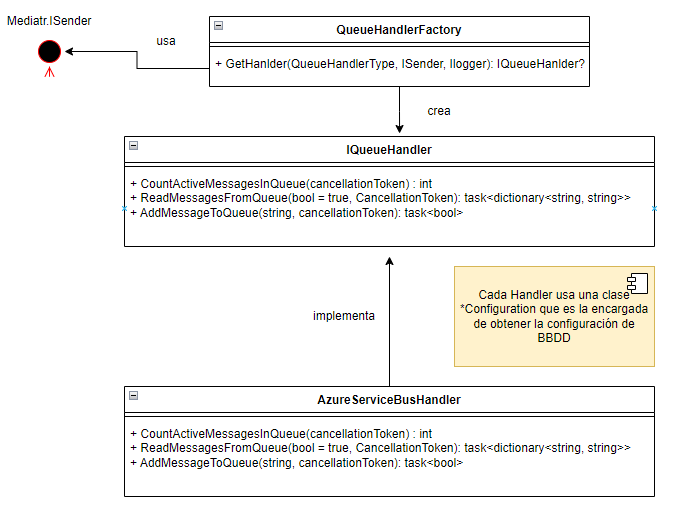 Mediatr.ISender
usa
QueueHandlerFactory
+ GetHanlder(QueueHandlerType, ISender, Ilogger): IQueueHanlder?
crea
IQueueHandler
+ CountActiveMessagesInQueue(cancellationToken) : int
+ ReadMessagesFromQueue(bool = true, CancellationToken): task<dictionary<string, string>>
+ AddMessageToQueue(string, cancellationToken): task<bool>
implementa
Cada Handler usa una clase
*Configuration que es la encargada
de obtener la configuración de
BBDD
AzureServiceBusHandler
+ CountActiveMessagesInQueue(cancellationToken) : int
+ ReadMessagesFromQueue(bool = true, CancellationToken): task<dictionary<string, string>>
+ AddMessageToQueue(string, cancellationToken): task<bool>